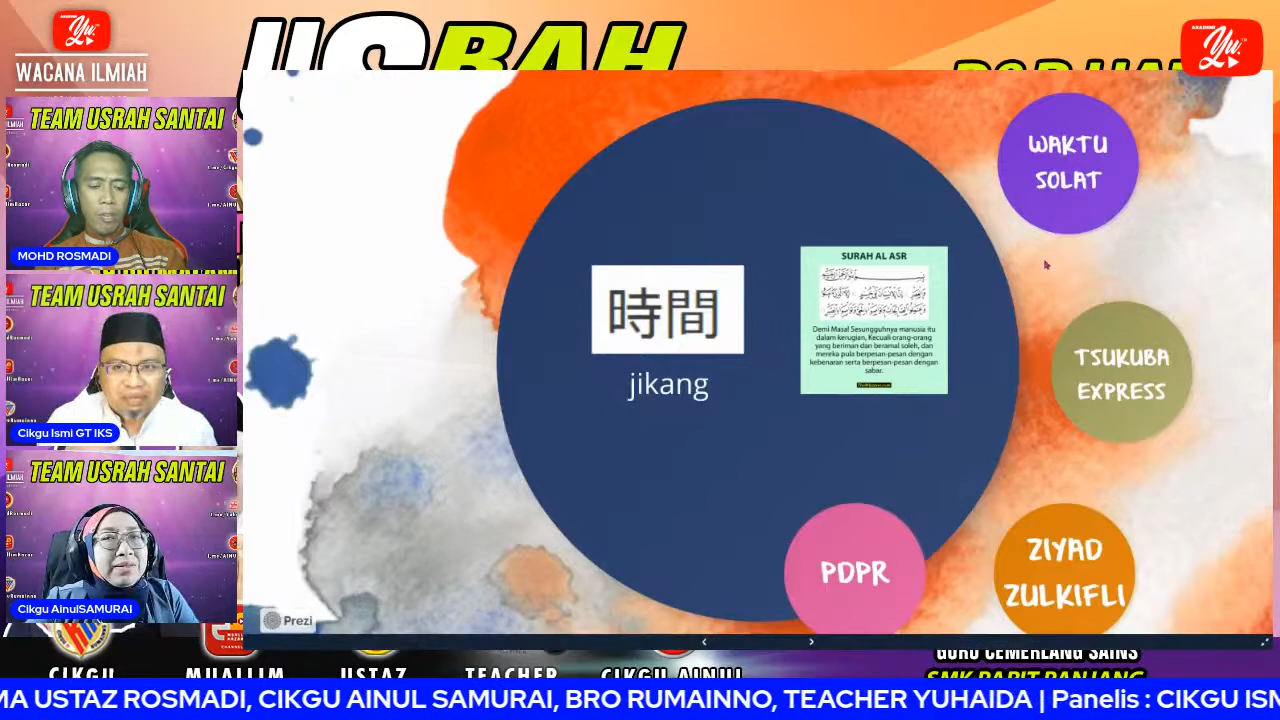 WACANA ILMIAH
USRAH
TEAM USRAH SANTAI
MOHD ROSMADI
TEAM USRAH SANTAI
Cikgu Ismi GT IKS
TEAM USRAH SANTAI
Cikgu AinulSAMURAI
時間
jikang
SURAH AL ASR
Demi Masa! Sesungguhnya manusia itu
dalam kerugian, Kecuali orang-orang
yang beriman dan beramal soleh, dan
mereka pula berpesan-pesan dengan
kebenaran serta berpesan-pesan dengan
sabar.
WAKTU
SOLAT
TSUKUBA
EXPRESS
ZIYAD
ZULKIFLI
PDPR
Prezi
CIKGU
MUALLIM
USTAZ
TEACHER
CIKGU AINUL
GURU CEMERLANG SAINS
SMK PARIT PANJANG
MA USTAZ ROSMADI, CIKGU AINUL SAMURAI, BRO RUMAINNO, TEACHER YUHAIDA | Panelis : CIKGU ISM